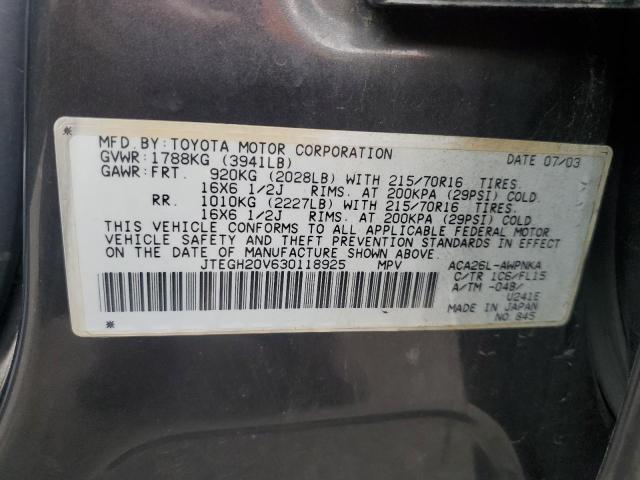 MFD. BY: TOYOTA MOTOR CORPORATION DATE 07/03
GVWR: 1788KG (3941LB)
GAWR: FRT. 920KG (2028LB) WITH 215/70R16 TIRES.
16X6 1/2J RIMS. AT 200KPA (29PSI) COLD
RR. 1010KG (2227LB) WITH 215/70R16 TIRES.
16X6 1/2J RIMS. AT 200KPA (29PSI) COLD.
THIS VEHICLE CONFORMS TO ALL APPLICABLE FEDERAL MOTOR
VEHICLE SAFETY AND THEFT PREVENTION STANDARDS IN EFFECT
ON THE DATE OF MANUFACTURE SHOWN ABOVE.
JTEGH20V630118925 MPV ACA26L-AWPNKA
C/TR 1C6/FL15
A/TM -04B/
U241E
MADE IN JAPAN
NO. 845